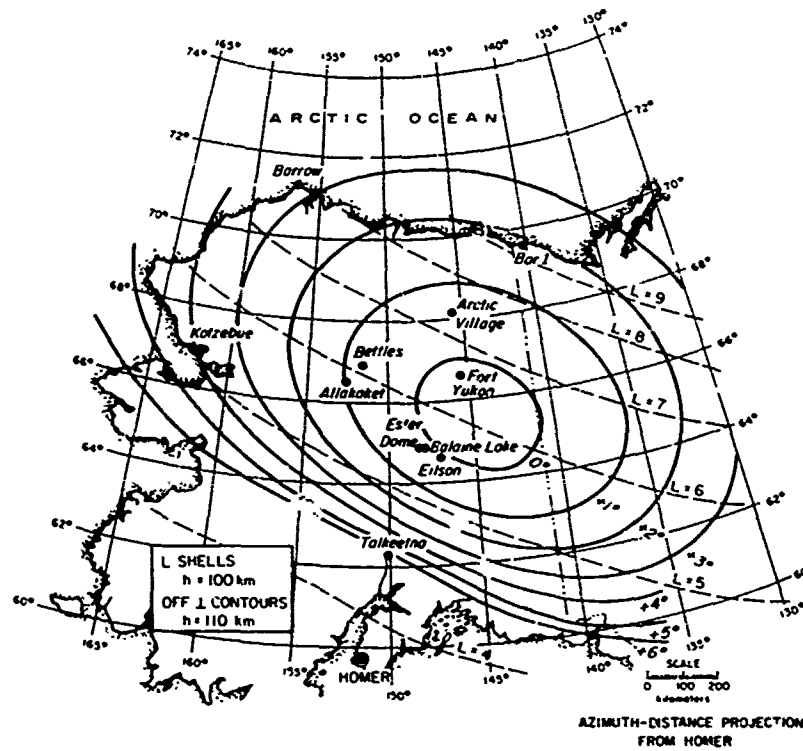 165° 160° 155° 150° 145° 140° 135° 130°
74° 74°
ARCTIC OCEAN
72° 72°
Barrow
70° 70°
Bar I
68° 68°
L = 9
Arctic
Village
L = 8
Kotzebue
66° 66°
Bettles
Fort
Yukon
L = 7
Allakaket
64° 64°
Ester
Dome
Balaine Lake
Eilson
0°
L = 6
62° 62°
1°
2°
3°
Talkeetna
L = 5
L SHELLS
h = 100 km
OFF ⊥ CONTOURS
h = 110 km
60° 60°
+4°
130°
+5°
+6°
L = 4
165° 160° 155° 150° 145° 140° 135°
HOMER
SCALE
0 100 200
kilometers
AZIMUTH-DISTANCE PROJECTION
FROM HOMER